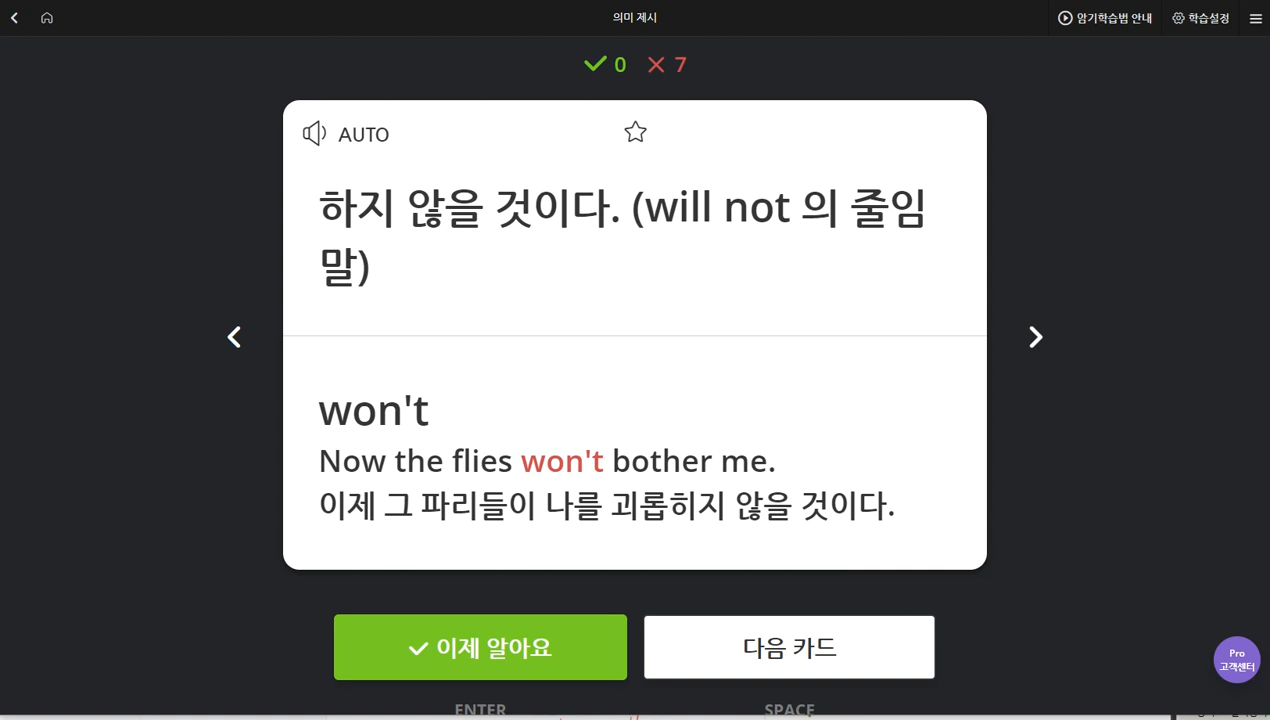 의미 제시
암기학습법 안내
학습설정
0
7
AUTO
하지 않을 것이다. (will not 의 줄임
말)
won't
Now the flies won't bother me.
이제 그 파리들이 나를 괴롭히지 않을 것이다.
이제 알아요
다음 카드
Pro
고객센터
ENTER
SPACE